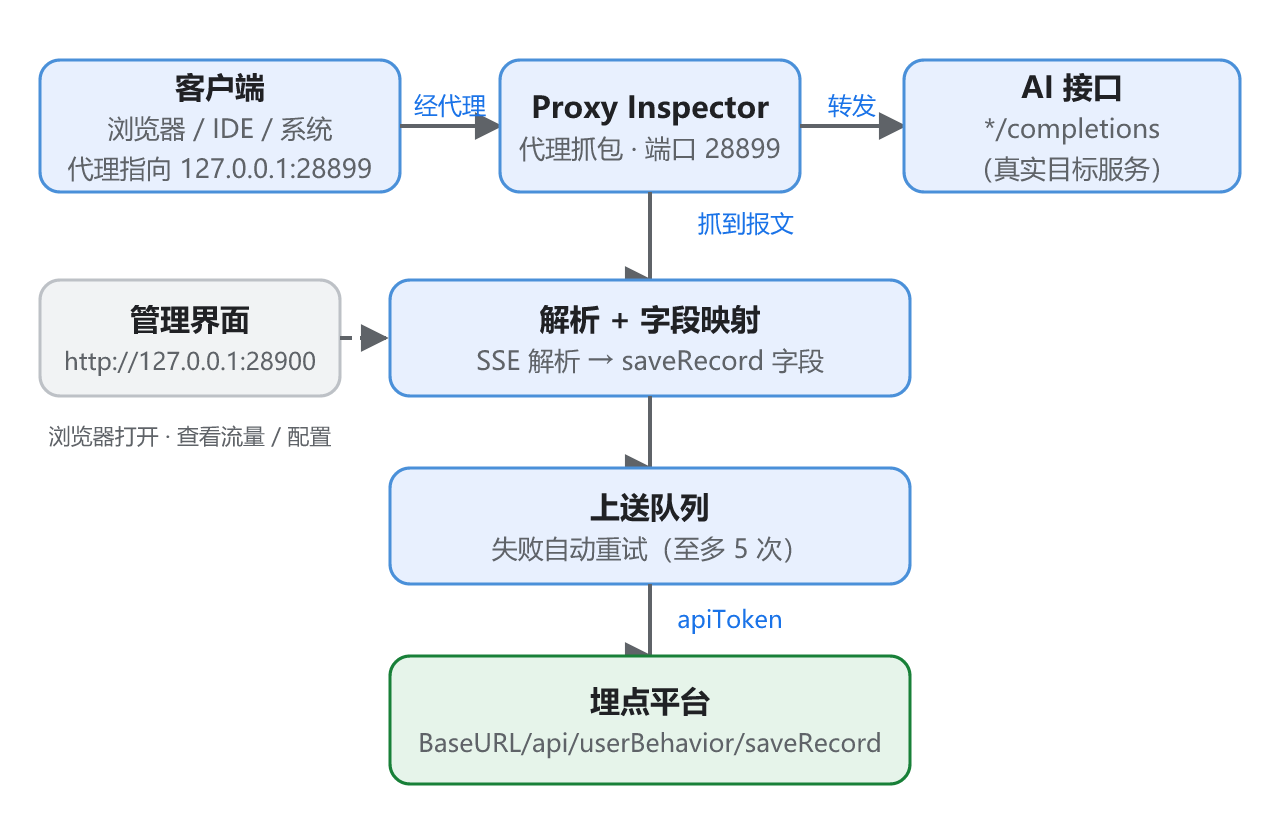 客户端
浏览器 / IDE / 系统
代理指向 127.0.0.1:28899
经代理
Proxy Inspector
代理抓包 · 端口 28899
转发
AI 接口
*/completions
（真实目标服务）
抓到报文
管理界面
http://127.0.0.1:28900
浏览器打开 · 查看流量 / 配置
解析 + 字段映射
SSE 解析 → saveRecord 字段
上送队列
失败自动重试（至多 5 次）
apiToken
埋点平台
BaseURL/api/userBehavior/saveRecord